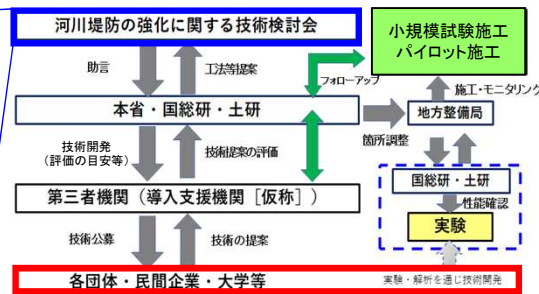 河川堤防の強化に関する技術検討会
小規模試験施工
パイロット施工
助言
工法等提案
フォローアップ
施工・モニタリング
本省・国総研・土研
地方整備局
箇所調整
技術開発
(評価の目安等)
技術提案の評価
国総研・土研
性能確認
第三者機関（導入支援機関［仮称］）
実験
技術公募
技術の提案
各団体・民間企業・大学等
実験・解析を通じ技術開発